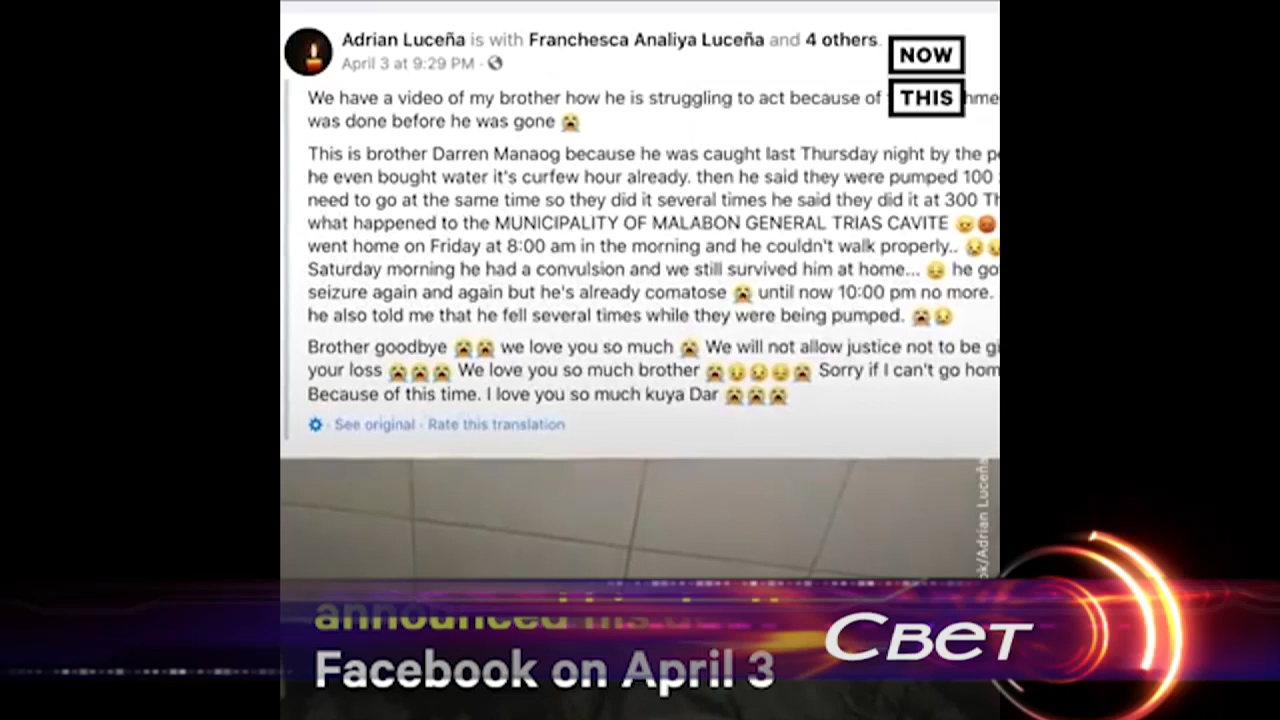 Adrian Luceña is with Franchesca Analiya Luceña and 4 others.
April 3 at 9:29 PM ·
NOW
THIS
We have a video of my brother how he is struggling to act because of
was done before he was gone 😭
This is brother Darren Manaog because he was caught last Thursday night by the
he even bought water it's curfew hour already. then he said they were pumped 100
need to go at the same time so they did it several times he said they did it at 300
what happened to the MUNICIPALITY OF MALABON GENERAL TRIAS CAVITE 😠😡
went home on Friday at 8:00 am in the morning and he couldn't walk properly.. 😢
Saturday morning he had a convulsion and we still survived him at home... 😔 he
seizure again and again but he's already comatose 😭 until now 10:00 pm no more.
he also told me that he fell several times while they were being pumped. 😭😥
Brother goodbye 😭😭 we love you so much 😭 We will not allow justice not to be
your loss 😭😭😭 We love you so much brother 😭😥😥😔😭 Sorry if I can't go
Because of this time. I love you so much kuya Dar 😭😭😭
· See original · Rate this translation
/Adrian Luceña
announced his
Facebook on April 3
Свет